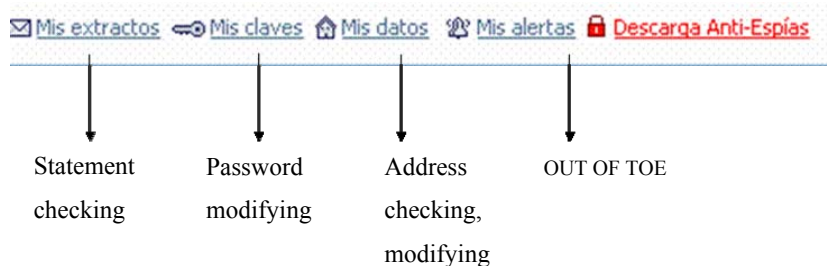 Mis extractos Mis claves Mis datos Mis alertas Descarga Anti-Espías
Statement checking
Password modifying
Address checking, modifying
OUT OF TOE